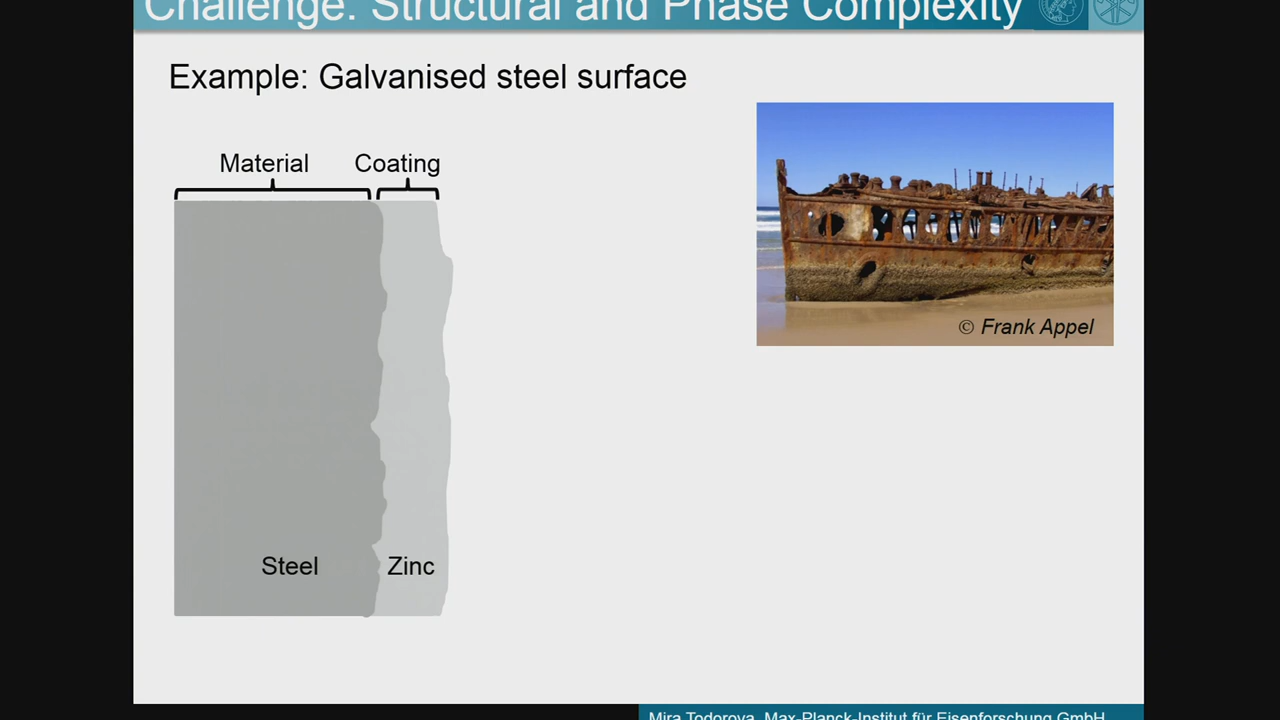 Challenge: Structural and Phase Complexity
Example: Galvanised steel surface
Material
Coating
© Frank Appel
Steel
Zinc
Mira Todorova, Max-Planck-Institut für Eisenforschung GmbH